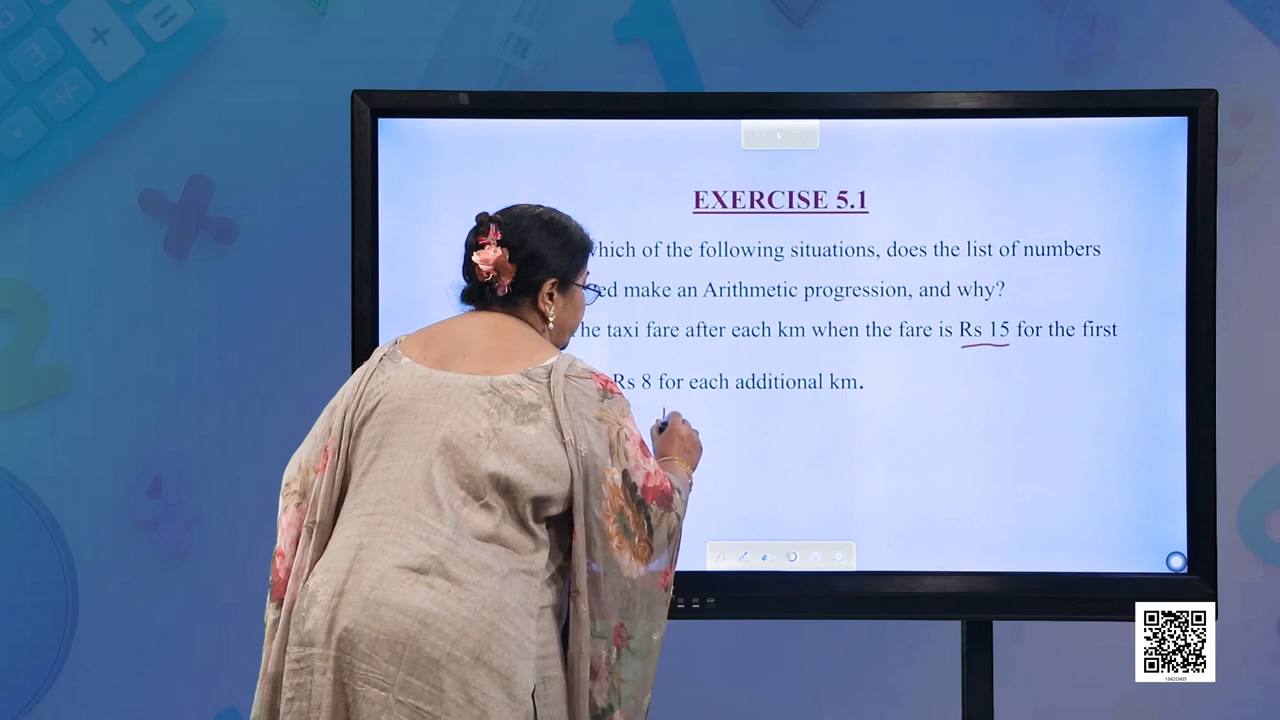 EXERCISE 5.1
which of the following situations, does the list of numbers
make an Arithmetic progression, and why?
taxi fare after each km when the fare is Rs 15 for the first
Rs 8 for each additional km.
1062CH05